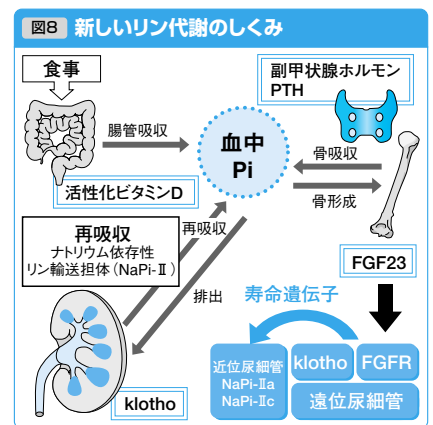 図8 新しいリン代謝のしくみ
食事
腸管吸収
活性化ビタミンD
血中
Pi
副甲状腺ホルモン
PTH
骨吸収
骨形成
FGF23
再吸収
ナトリウム依存性
リン輸送担体(NaPi-Ⅱ)
再吸収
排出
klotho
寿命遺伝子
近位尿細管
NaPi-Ⅱa
NaPi-Ⅱc
klotho
FGFR
遠位尿細管